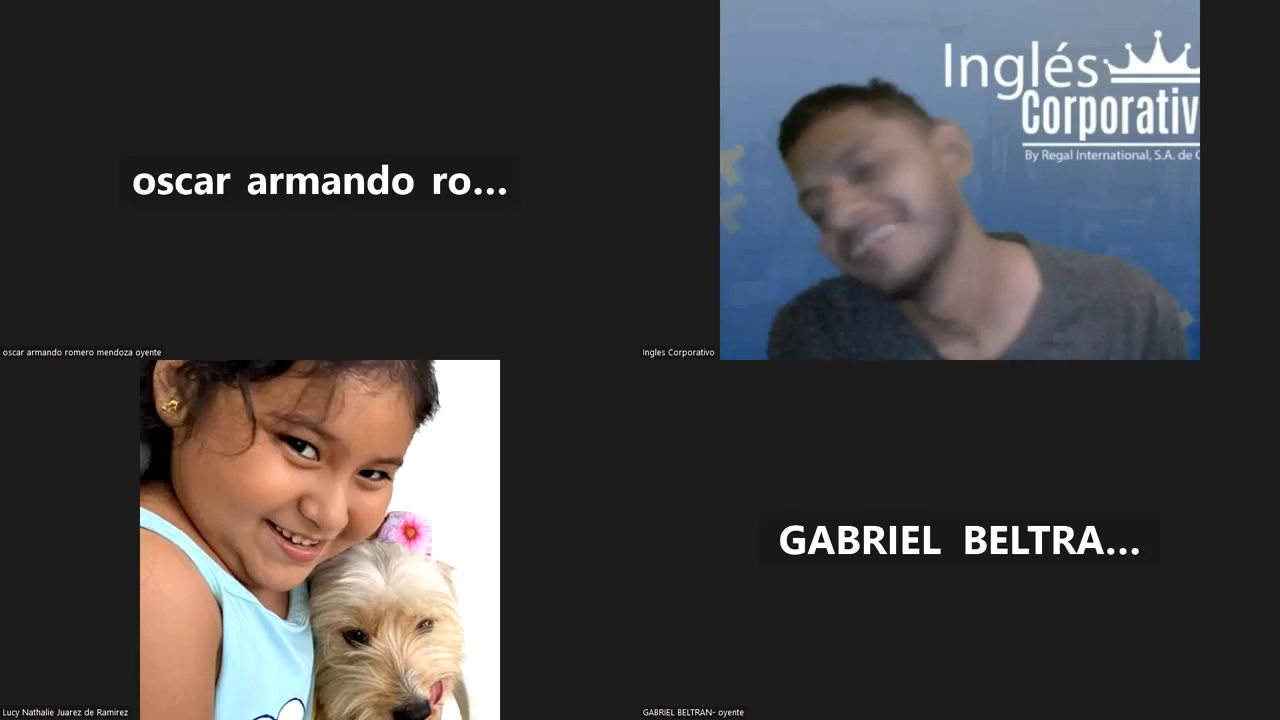 oscar armando ro...
oscar armando romero mendoza oyente
Inglés
Corporativ
By Regal International, S.A. de C
Ingles Corporativo
Lucy Nathalie Juarez de Ramirez
GABRIEL BELTRA...
GABRIEL BELTRAN- oyente